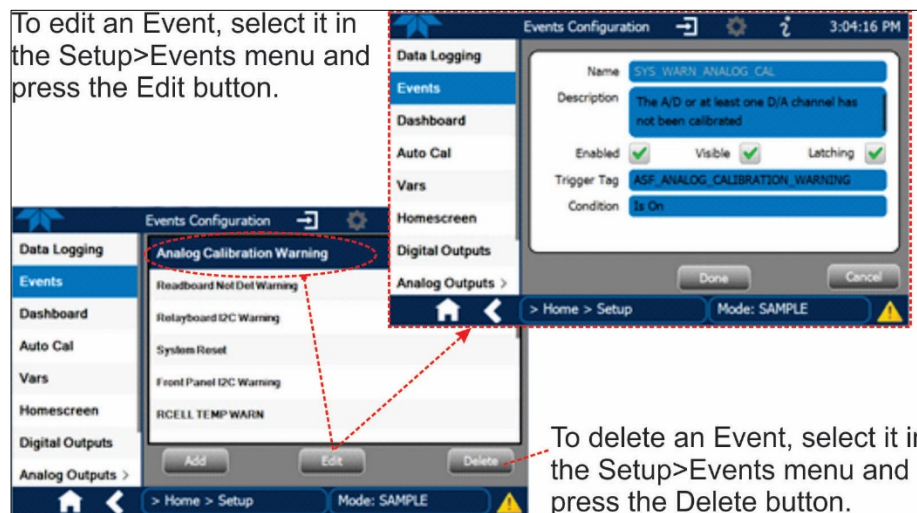 To edit an Event, select it in
the Setup>Events menu and
press the Edit button.
Events Configuration
3:04:16 PM
Data Logging
Events
Dashboard
Auto Cal
Vars
Homescreen
Digital Outputs
Analog Outputs >
Name
SYS_WARN_ANALOG_CAL
Description
The A/D or at least one D/A channel has
not been calibrated
Enabled
Visible
Latching
Trigger Tag
ASF_ANALOG_CALIBRATION_WARNING
Condition
Is On
Done
Cancel
> Home > Setup
Mode: SAMPLE
Events Configuration
Data Logging
Events
Dashboard
Auto Cal
Vars
Homescreen
Digital Outputs
Analog Outputs >
Analog Calibration Warning
Readboard Not Det Warning
Relayboard I2C Warning
System Reset
Front Panel I2C Warning
RCELL TEMP WARN
Add
Edit
Delete
> Home > Setup
Mode: SAMPLE
To delete an Event, select it in
the Setup>Events menu and
press the Delete button.